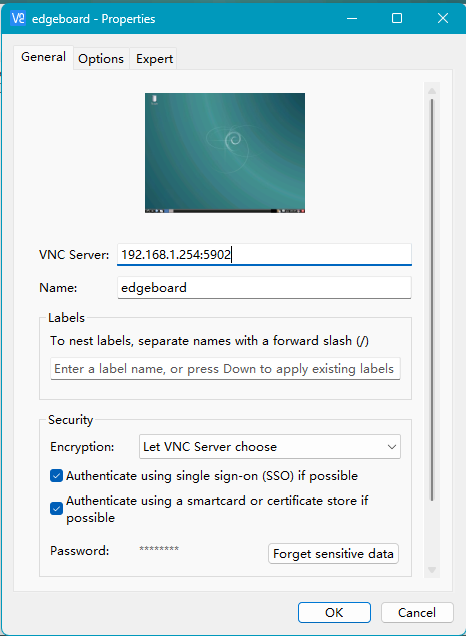 V2 edgeboard - Properties
General Options Expert
VNC Server: 192.168.1.254:5902
Name: edgeboard
Labels
To nest labels, separate names with a forward slash (/)
Enter a label name, or press Down to apply existing labels
Security
Encryption: Let VNC Server choose
Authenticate using single sign-on (SSO) if possible
Authenticate using a smartcard or certificate store if
possible
Password: ********
Forget sensitive data
OK Cancel